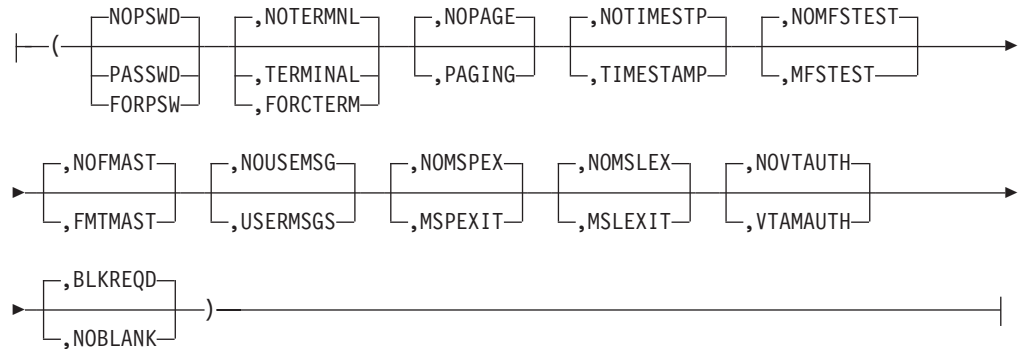 NOPSWD ,NOTERMNL ,NOPAGE ,NOTIMESTP ,NOMFSTEST
(
PASSWD ,TERMINAL ,PAGING ,TIMESTAMP ,MFSTEST
FORPSW ,FORCTERM
,NOFMAST ,NOUSEMSG ,NOMSPEX ,NOMSLEX ,NOVTAUTH
,FMTMAST ,USERMSGS ,MSPEXIT ,MSLEXIT ,VTAMAUTH
,BLKREQD
)
,NOBLANK